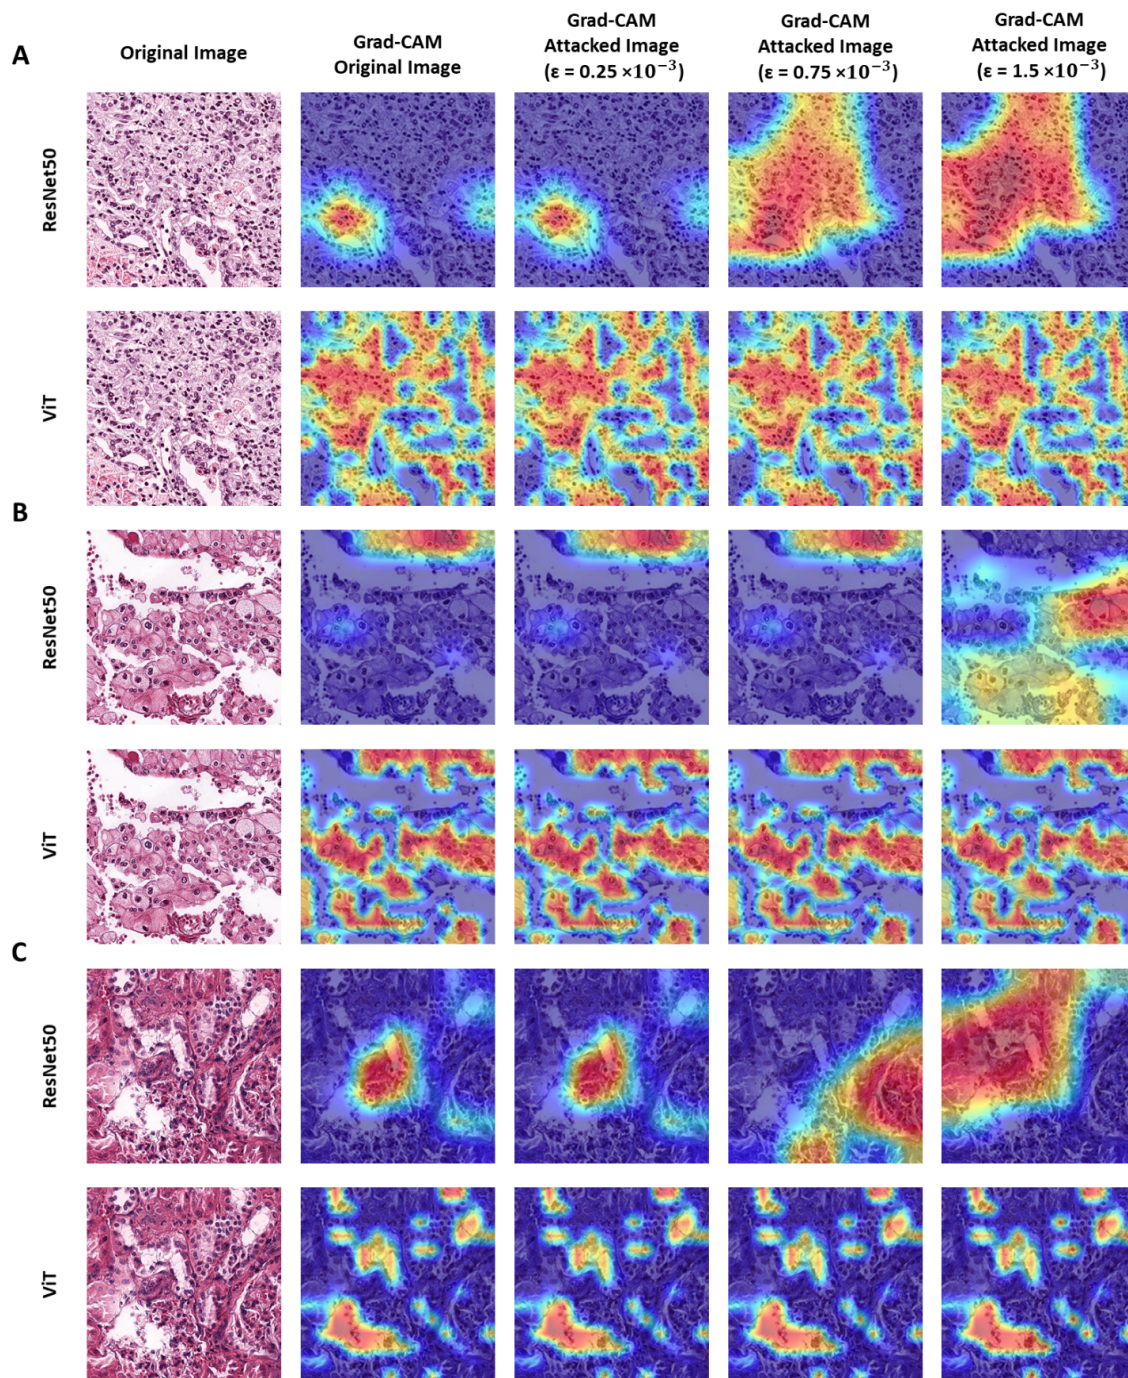 A
Original Image
Grad-CAM
Original Image
Grad-CAM
Attacked Image
(ε = 0.25 ×10⁻³)
Grad-CAM
Attacked Image
(ε = 0.75 ×10⁻³)
Grad-CAM
Attacked Image
(ε = 1.5 ×10⁻³)
ResNet50
ViT
B
ResNet50
ViT
C
ResNet50
ViT